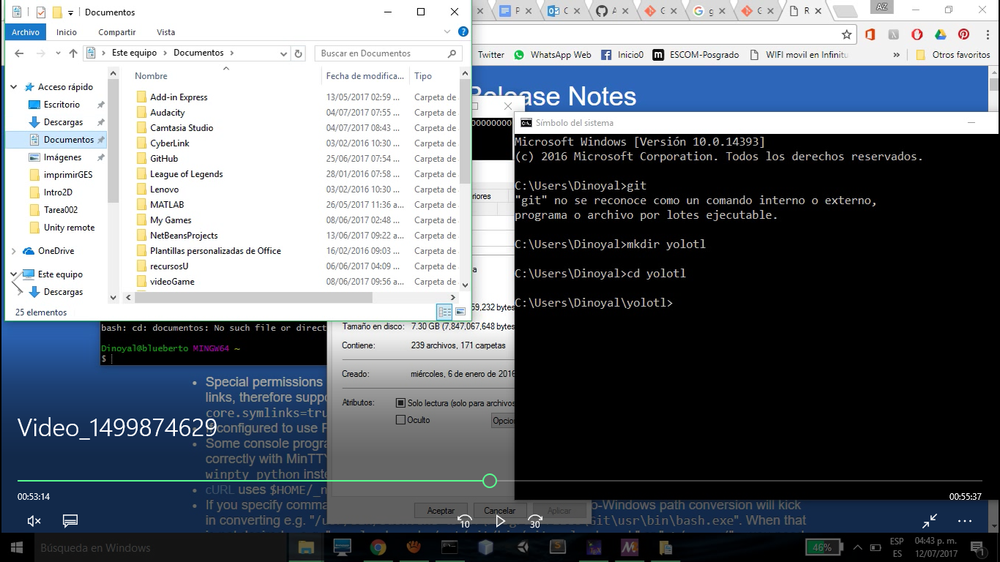 Documentos
Archivo Inicio Compartir Vista
Este equipo Documentos
Buscar en Documentos
Nombre Fecha de modifica... Tipo
Acceso rápido
Escritorio
Descargas
Documentos
Imágenes
imprimirGES
Intro2D
Tarea002
Unity remote
OneDrive
Este equipo
Descargas
Add-in Express 13/05/2017 02:59 ... Carpeta de
Audacity 04/07/2017 07:55 ... Carpeta de
Camtasia Studio 04/07/2017 08:43 ... Carpeta de
CyberLink 03/02/2016 10:30 ... Carpeta de
GitHub 25/06/2017 07:54 ... Carpeta de
League of Legends 28/01/2016 07:58 ... Carpeta de
Lenovo 03/02/2016 10:30 ... Carpeta de
MATLAB 26/05/2017 11:36 a... Carpeta de
My Games 08/06/2017 02:48 ... Carpeta de
NetBeansProjects 13/06/2017 09:22 a... Carpeta de
Plantillas personalizadas de Office 16/02/2016 09:03 ... Carpeta de
recursosU 06/06/2017 04:09 ... Carpeta de
videoGame 08/06/2017 09:56 a... Carpeta de
25 elementos
P C A C g C R AZ
Twitter WhatsApp Web Inicio0 ESCOM-Posgrado WIFI movil en Infinitu » Otros favoritos
Release Notes
00000000
Símbolo del sistema
Microsoft Windows [Versión 10.0.14393]
(c) 2016 Microsoft Corporation. Todos los derechos reservados.
C:\Users\Dinoyal>git
"git" no se reconoce como un comando interno o externo,
programa o archivo por lotes ejecutable.
C:\Users\Dinoyal>mkdir yolotl
C:\Users\Dinoyal>cd yolotl
C:\Users\Dinoyal\yolotl>
riores
a
59,232 bytes
Tamaño en disco: 7.30 GB (7,847,067,648 bytes
Contiene: 239 archivos, 171 carpetas
Creado: miércoles, 6 de enero de 2016
Atributos: Solo lectura (solo para archivos
Oculto Opcio
Aceptar Cancelar Aplicar
bash: cd: documentos: No such file or direct
Dinoyal@blueberto MINGW64 ~
$
Special permissions
links, therefore suppo
core.symlinks=tru
If configured to use P
Some console progra
correctly with MinTTY
winpty python inste
cURL uses $HOME/_n
If you specify comma o-Windows path conversion will kick
in converting e.g. "/us Git\usr\bin\bash.exe". When that
Video_1499874629
00:53:14 00:55:37
10 30
Búsqueda en Windows
46%
ESP
ES
04:43 p. m.
12/07/2017
1